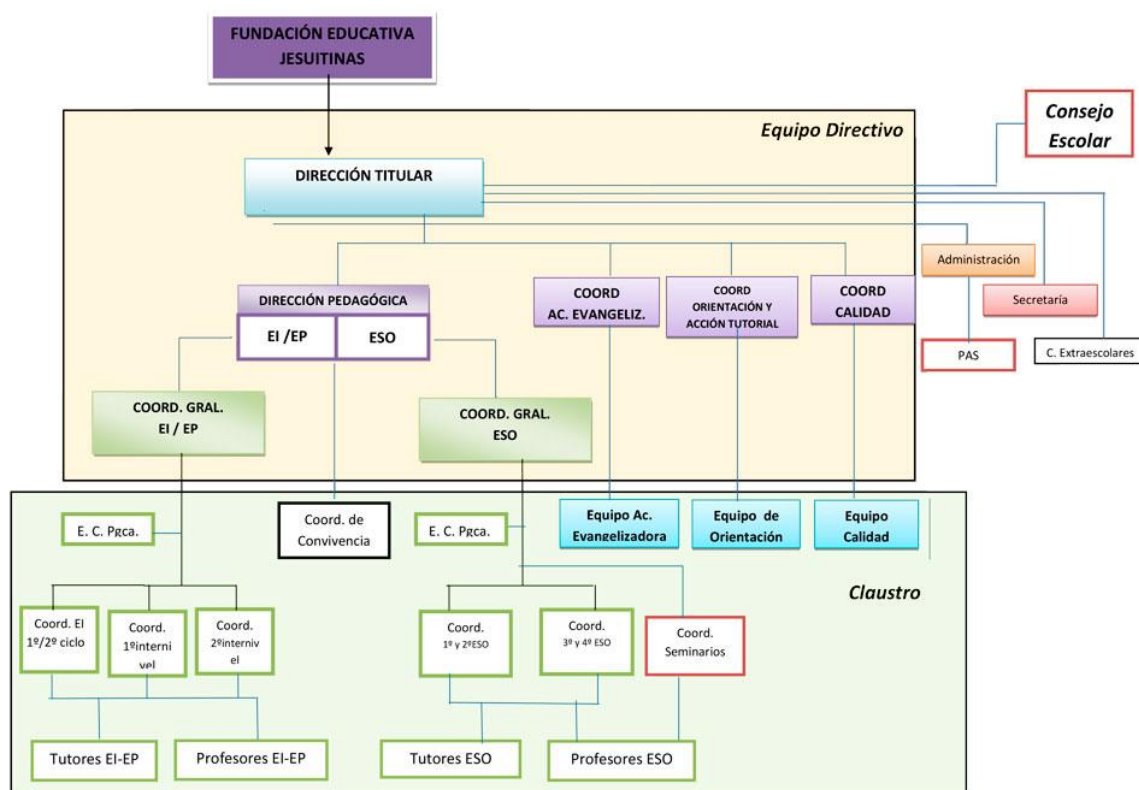 FUNDACIÓN EDUCATIVA
JESUITINAS
Equipo Directivo
Consejo
Escolar
DIRECCIÓN TITULAR
Administración
Secretaría
PAS
C. Extraescolares
DIRECCIÓN PEDAGÓGICA
EI /EP
ESO
COORD
AC. EVANGELIZ.
COORD
ORIENTACIÓN Y
ACCIÓN TUTORIAL
COORD
CALIDAD
COORD. GRAL.
EI / EP
COORD. GRAL.
ESO
E. C. Pgca.
Coord. de
Convivencia
E. C. Pgca.
Equipo Ac.
Evangelizadora
Equipo de
Orientación
Equipo
Calidad
Claustro
Coord. EI
1º/2º ciclo
Coord.
1ºinterni
vel
Coord.
2ºinterniv
el
Coord.
1º y 2ºESO
Coord.
3º y 4º ESO
Coord.
Seminarios
Tutores EI-EP
Profesores EI-EP
Tutores ESO
Profesores ESO